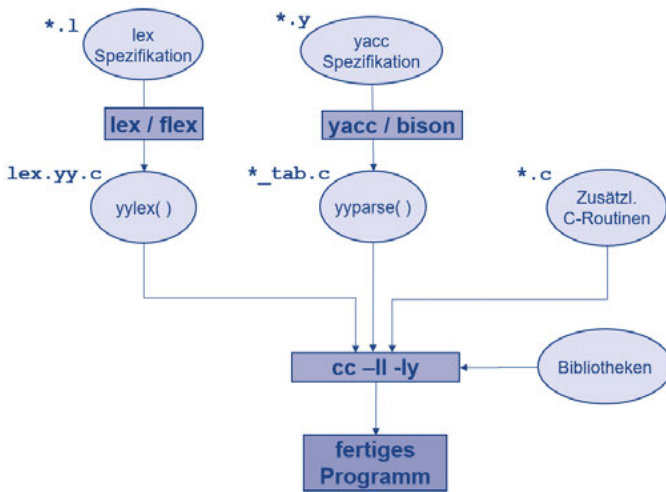 *.l
lex
Spezifikation
*.y
yacc
Spezifikation
lex / flex
yacc / bison
lex.yy.c
yylex( )
*_tab.c
yyparse( )
*.c
Zusätzl.
C-Routinen
cc –ll -ly
Bibliotheken
fertiges
Programm